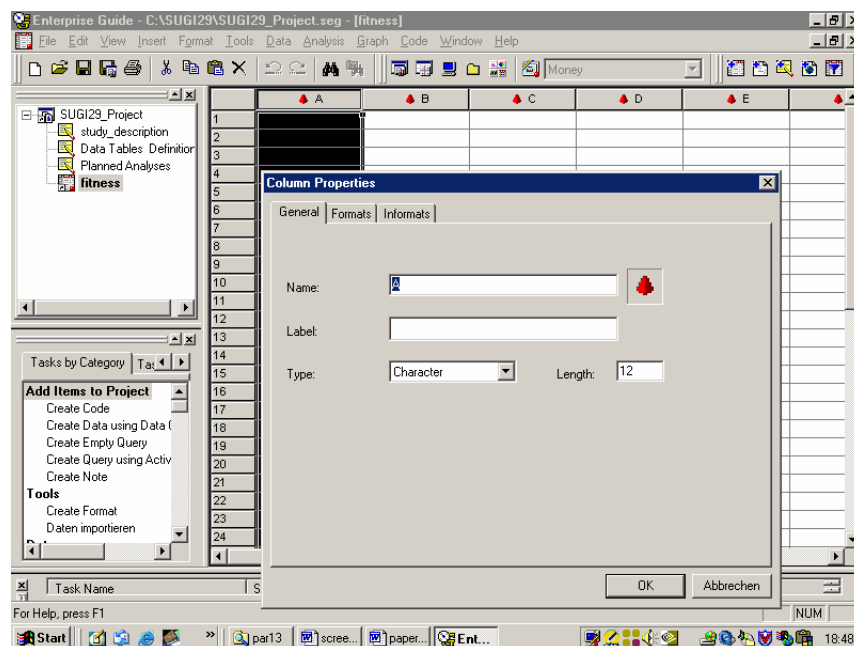 Enterprise Guide - C:\SUGI29\SUGI29_Project.seg - [fitness]
File Edit View Insert Format Tools Data Analysis Graph Code Window Help
Money
SUGI29_Project
study_description
Data Tables Definition
Planned Analyses
fitness
A B C D E
1
2
3
4
5
6
7
8
9
10
11
12
13
14
15
16
17
18
19
20
21
22
23
24
Column Properties
General Formats Informats
Name: A
Label:
Type: Character Length: 12
OK Abbrechen
Tasks by Category Tas
Add Items to Project
Create Code
Create Data using Data
Create Empty Query
Create Query using Activ
Create Note
Tools
Create Format
Daten importieren
Task Name S
For Help, press F1
NUM
Start par13 scree... paper... Ent... 18:48